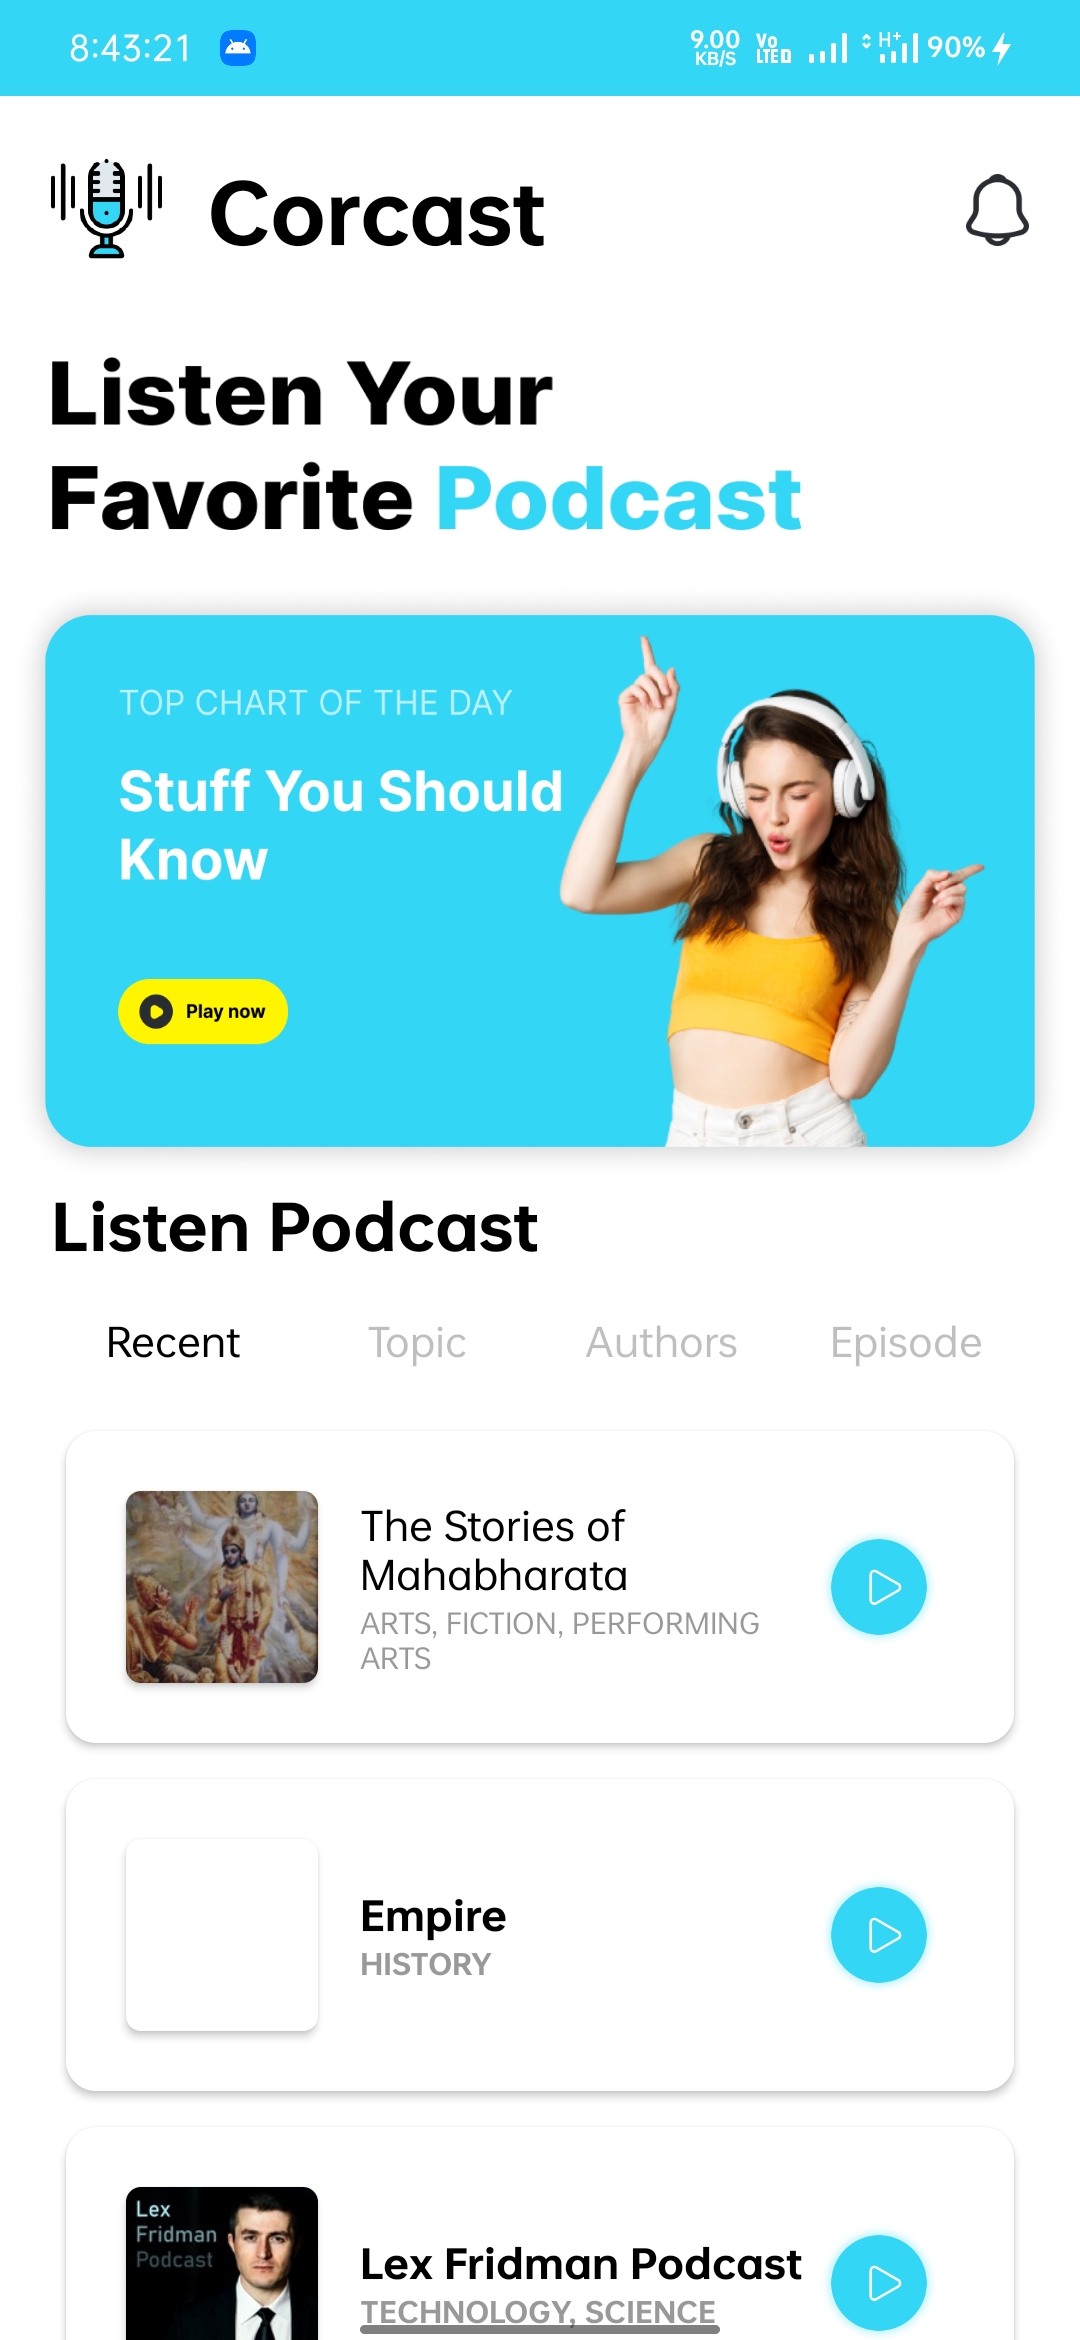 8:43:21
9.00 KB/S Vo LTE D H+ 90%
Corcast
Listen Your
Favorite Podcast
TOP CHART OF THE DAY
Stuff You Should
Know
Play now
Listen Podcast
Recent Topic Authors Episode
The Stories of
Mahabharata
ARTS, FICTION, PERFORMING
ARTS
Empire
HISTORY
Lex
Fridman
Podcast
Lex Fridman Podcast
TECHNOLOGY, SCIENCE